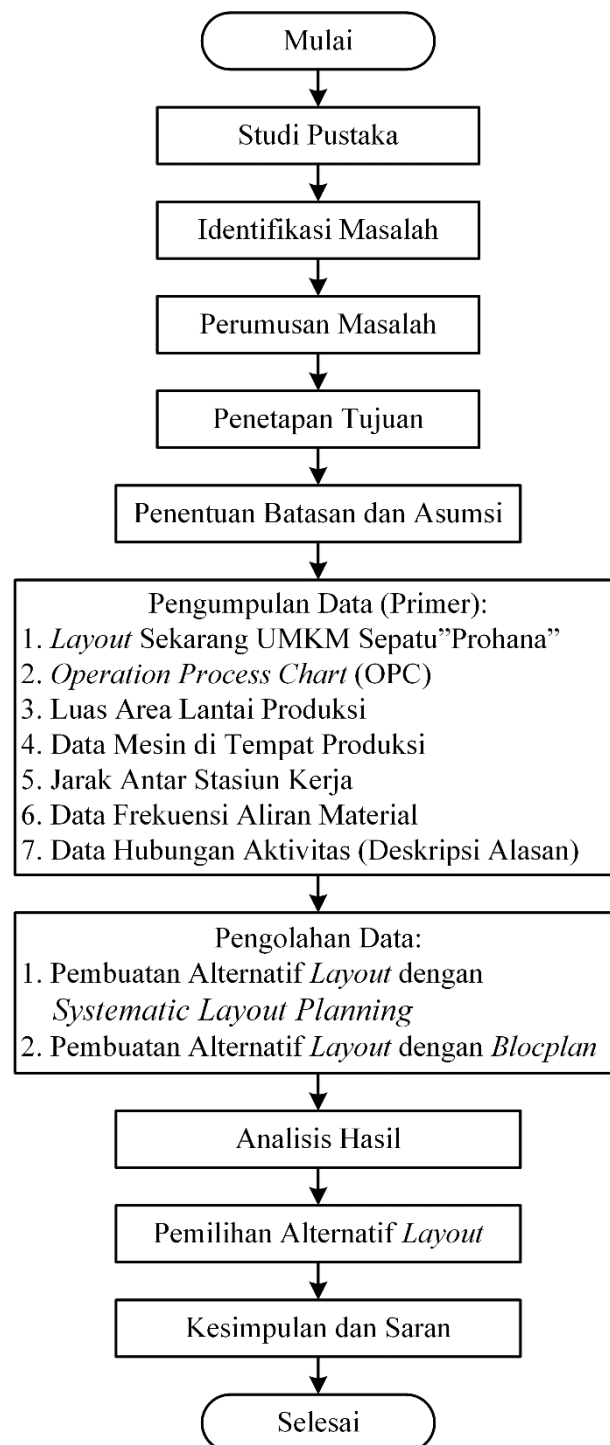 Mulai
Studi Pustaka
Identifikasi Masalah
Perumusan Masalah
Penetapan Tujuan
Penentuan Batasan dan Asumsi
Pengumpulan Data (Primer):
1. Layout Sekarang UMKM Sepatu”Prohana”
2. Operation Process Chart (OPC)
3. Luas Area Lantai Produksi
4. Data Mesin di Tempat Produksi
5. Jarak Antar Stasiun Kerja
6. Data Frekuensi Aliran Material
7. Data Hubungan Aktivitas (Deskripsi Alasan)
Pengolahan Data:
1. Pembuatan Alternatif Layout dengan
Systematic Layout Planning
2. Pembuatan Alternatif Layout dengan Blocplan
Analisis Hasil
Pemilihan Alternatif Layout
Kesimpulan dan Saran
Selesai